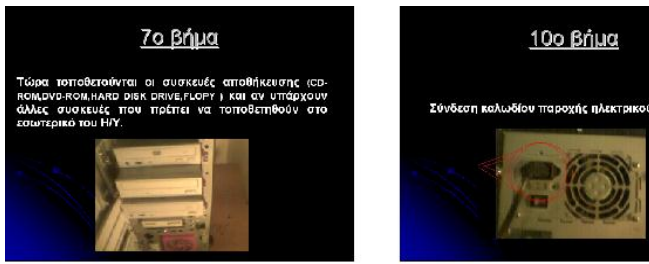 7ο βήμα
Τώρα τοποθετούνται οι συσκευές αποθήκευσης (CD-
ROM,DVD-ROM,HARD DISK DRIVE,FLOPY ) και αν υπάρχουν
άλλες συσκευές που πρέπει να τοποθετηθούν στο
εσωτερικό του Η/Υ.
10ο βήμα
Σύνδεση καλωδίου παροχής ηλεκτρικού